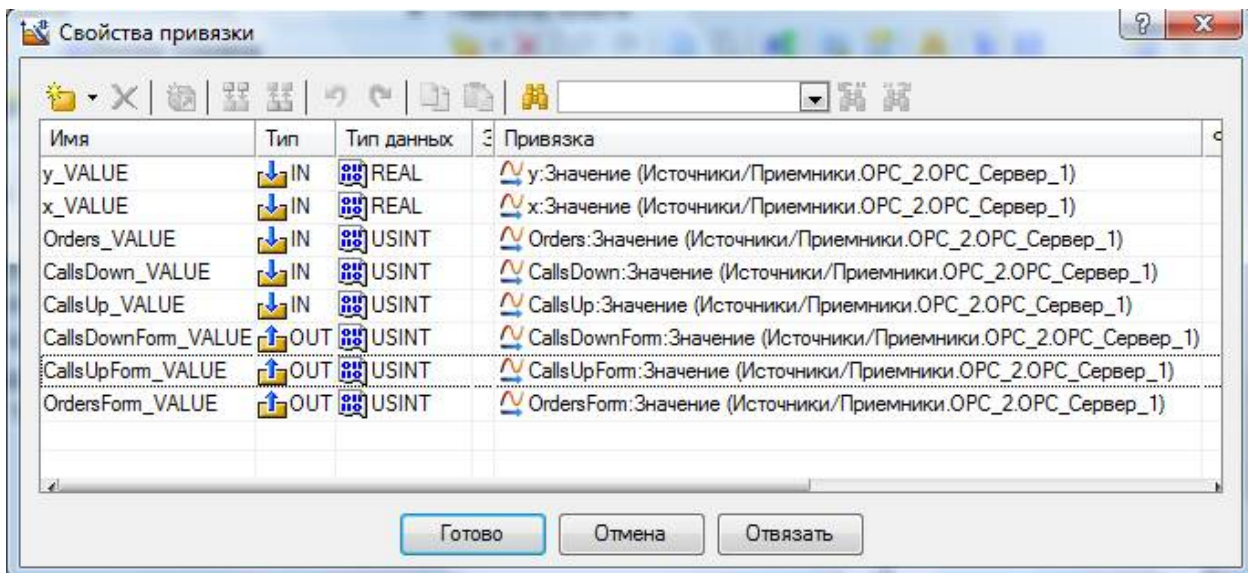 Свойства привязки
Имя Тип Тип данных Привязка
y_VALUE IN REAL y:Значение (Источники/Приемники.OPC_2.OPC_Сервер_1)
x_VALUE IN REAL x:Значение (Источники/Приемники.OPC_2.OPC_Сервер_1)
Orders_VALUE IN USINT Orders:Значение (Источники/Приемники.OPC_2.OPC_Сервер_1)
CallsDown_VALUE IN USINT CallsDown:Значение (Источники/Приемники.OPC_2.OPC_Сервер_1)
CallsUp_VALUE IN USINT CallsUp:Значение (Источники/Приемники.OPC_2.OPC_Сервер_1)
CallsDownForm_VALUE OUT USINT CallsDownForm:Значение (Источники/Приемники.OPC_2.OPC_Сервер_1)
CallsUpForm_VALUE OUT USINT CallsUpForm:Значение (Источники/Приемники.OPC_2.OPC_Сервер_1)
OrdersForm_VALUE OUT USINT OrdersForm:Значение (Источники/Приемники.OPC_2.OPC_Сервер_1)
Готово Отмена Отвязать